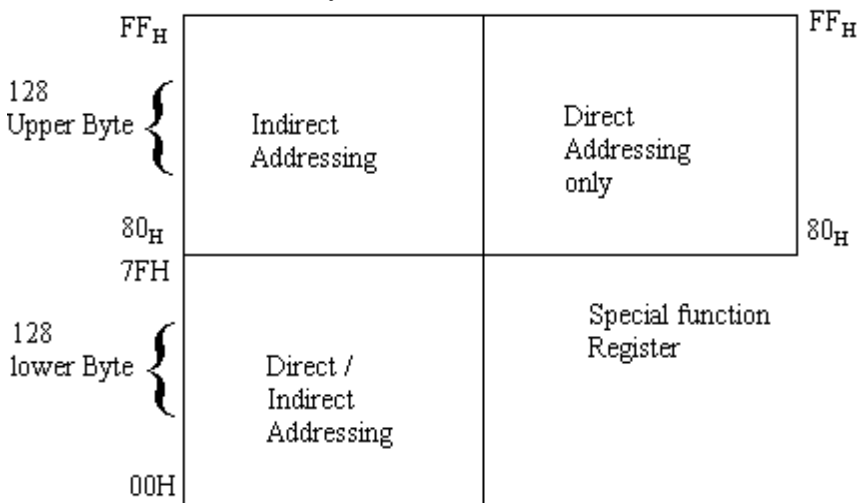 FFH
FFH
128
Upper Byte
Indirect
Addressing
Direct
Addressing
only
80H
80H
7FH
128
lower Byte
Direct /
Indirect
Addressing
Special function
Register
00H